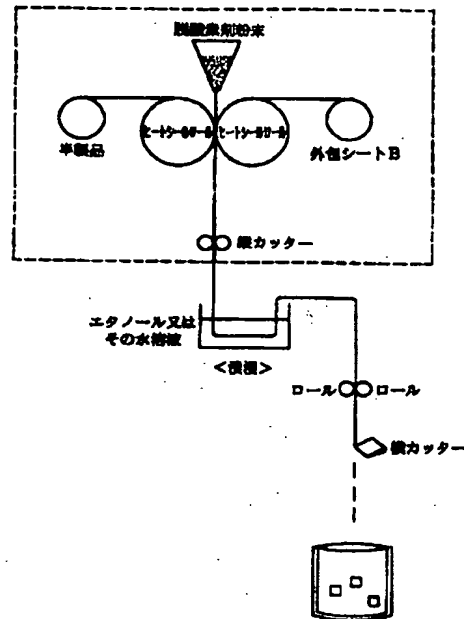 脱酸素剤粉末
ヒートシールロール
ヒートシールロール
半製品
外包シートB
縦カッター
エタノール又は
その水溶液
<浸漬>
ロール
ロール
横カッター